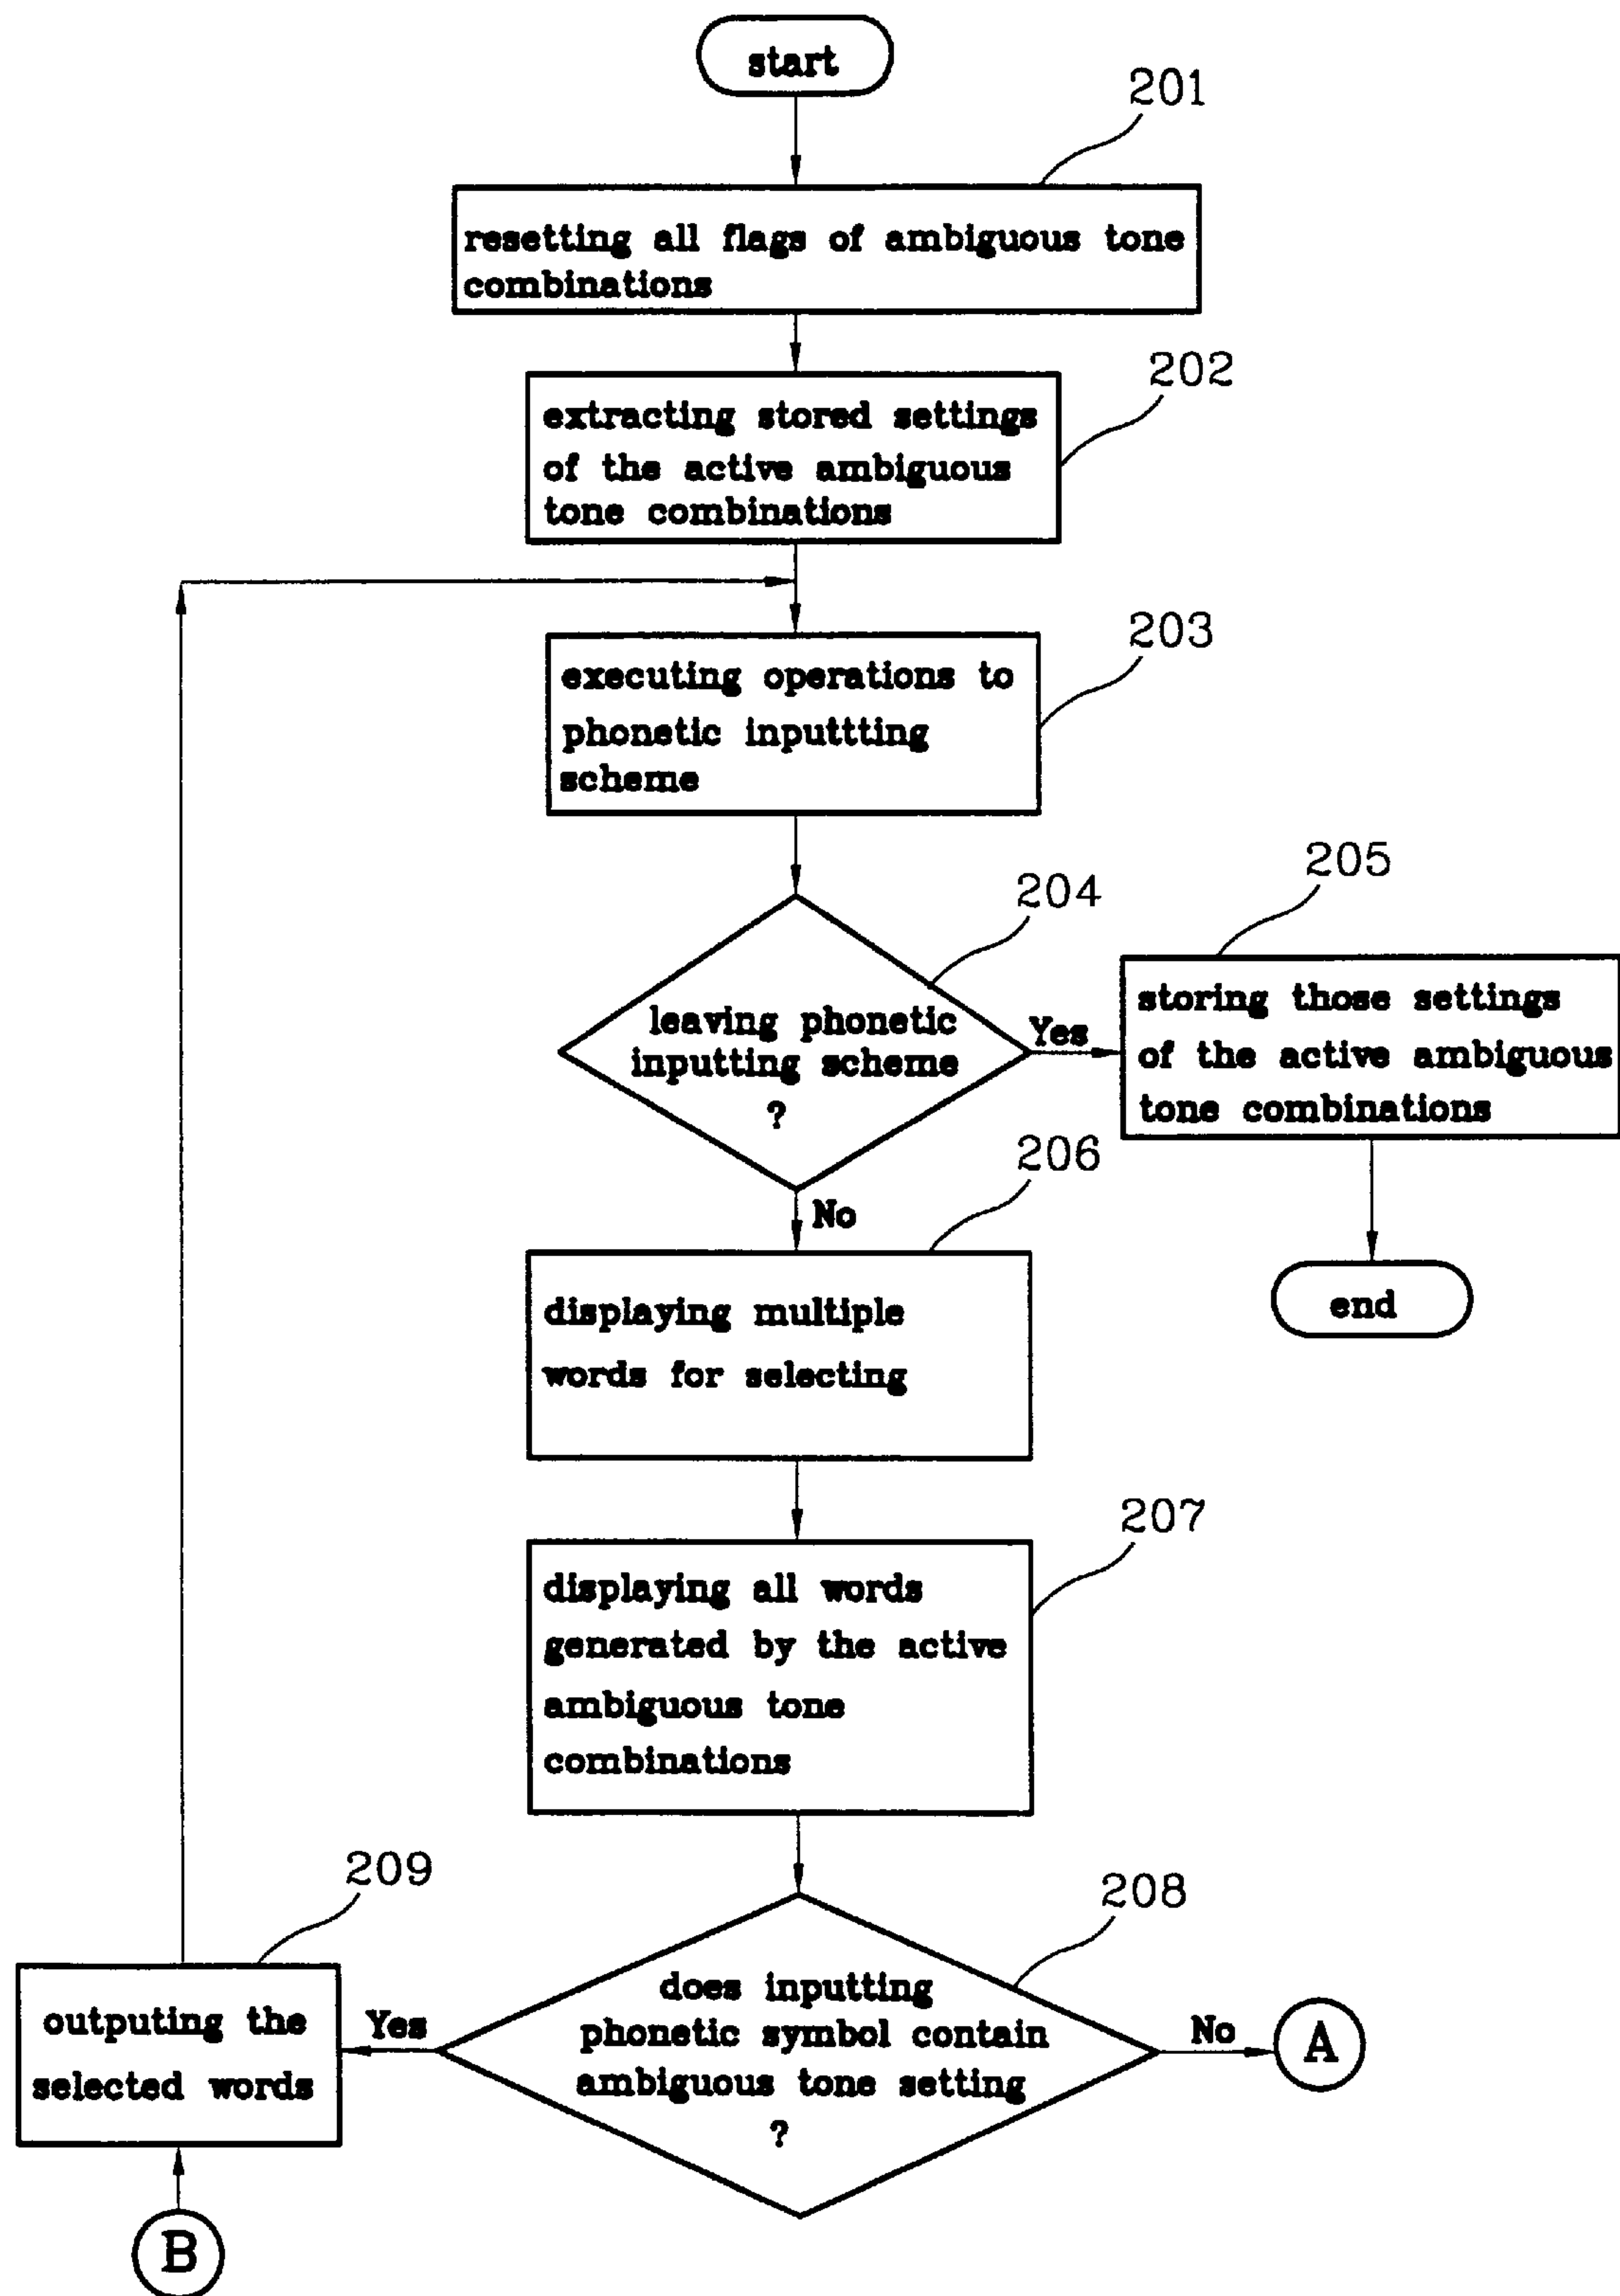 start
201
resetting all flags of ambiguous tone
combinations
202
extracting stored settings
of the active ambiguous
tone combinations
203
executing operations to
phonetic inputtting
scheme
204
leaving phonetic
inputting scheme
?
Yes
205
storing those settings
of the active ambiguous
tone combinations
end
No
206
displaying multiple
words for selecting
207
displaying all words
generated by the active
ambiguous tone
combinations
208
does inputting
phonetic symbol contain
ambiguous tone setting
?
No
A
Yes
209
outputing the
selected words
B